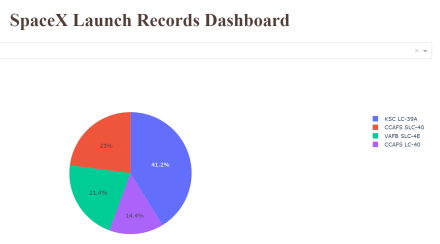 SpaceX Launch Records Dashboard
× ▾
KSC LC-39A
CCAFS SLC-40
VAFB SLC-4E
CCAFS LC-40
23%
41.2%
21.4%
14.4%